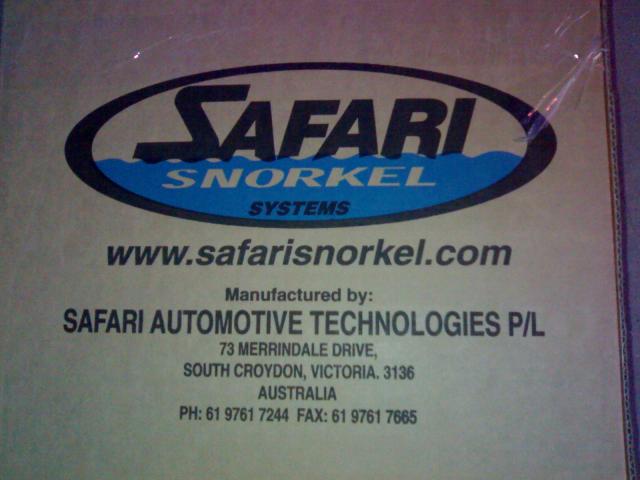 SAFARI
SNORKEL
SYSTEMS
www.safarisnorkel.com
Manufactured by:
SAFARI AUTOMOTIVE TECHNOLOGIES P/L
73 MERRINDALE DRIVE,
SOUTH CROYDON, VICTORIA. 3136
AUSTRALIA
PH: 61 9761 7244 FAX: 61 9761 7665